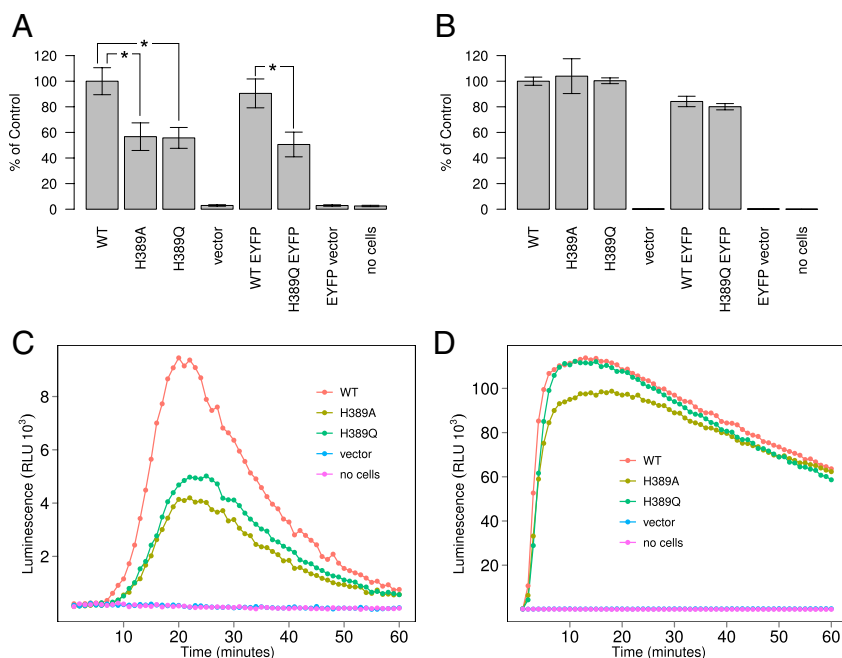 A
% of Control
120
100
80
60
40
20
0
*
*
*
WT
H389A
H389Q
vector
WT EYFP
H389Q EYFP
EYFP vector
no cells
B
% of Control
120
100
80
60
40
20
0
WT
H389A
H389Q
vector
WT EYFP
H389Q EYFP
EYFP vector
no cells
C
Luminescence (RLU 10³)
8
6
4
2
WT
H389A
H389Q
vector
no cells
10 20 30 40 50 60
Time (minutes)
D
Luminescence (RLU 10³)
100
80
60
40
20
WT
H389A
H389Q
vector
no cells
10 20 30 40 50 60
Time (minutes)